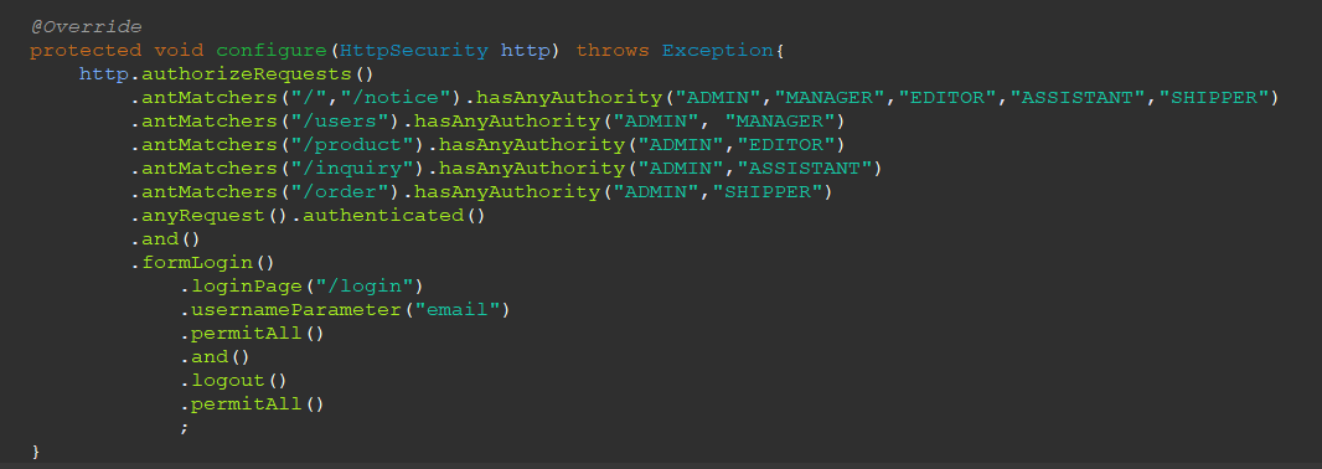 @Override
protected void configure(HttpSecurity http) throws Exception{
    http.authorizeRequests()
        .antMatchers("/","/notice").hasAnyAuthority("ADMIN","MANAGER","EDITOR","ASSISTANT","SHIPPER")
        .antMatchers("/users").hasAnyAuthority("ADMIN", "MANAGER")
        .antMatchers("/product").hasAnyAuthority("ADMIN","EDITOR")
        .antMatchers("/inquiry").hasAnyAuthority("ADMIN","ASSISTANT")
        .antMatchers("/order").hasAnyAuthority("ADMIN","SHIPPER")
        .anyRequest().authenticated()
        .and()
        .formLogin()
            .loginPage("/login")
            .usernameParameter("email")
            .permitAll()
            .and()
            .logout()
            .permitAll()
            ;
}